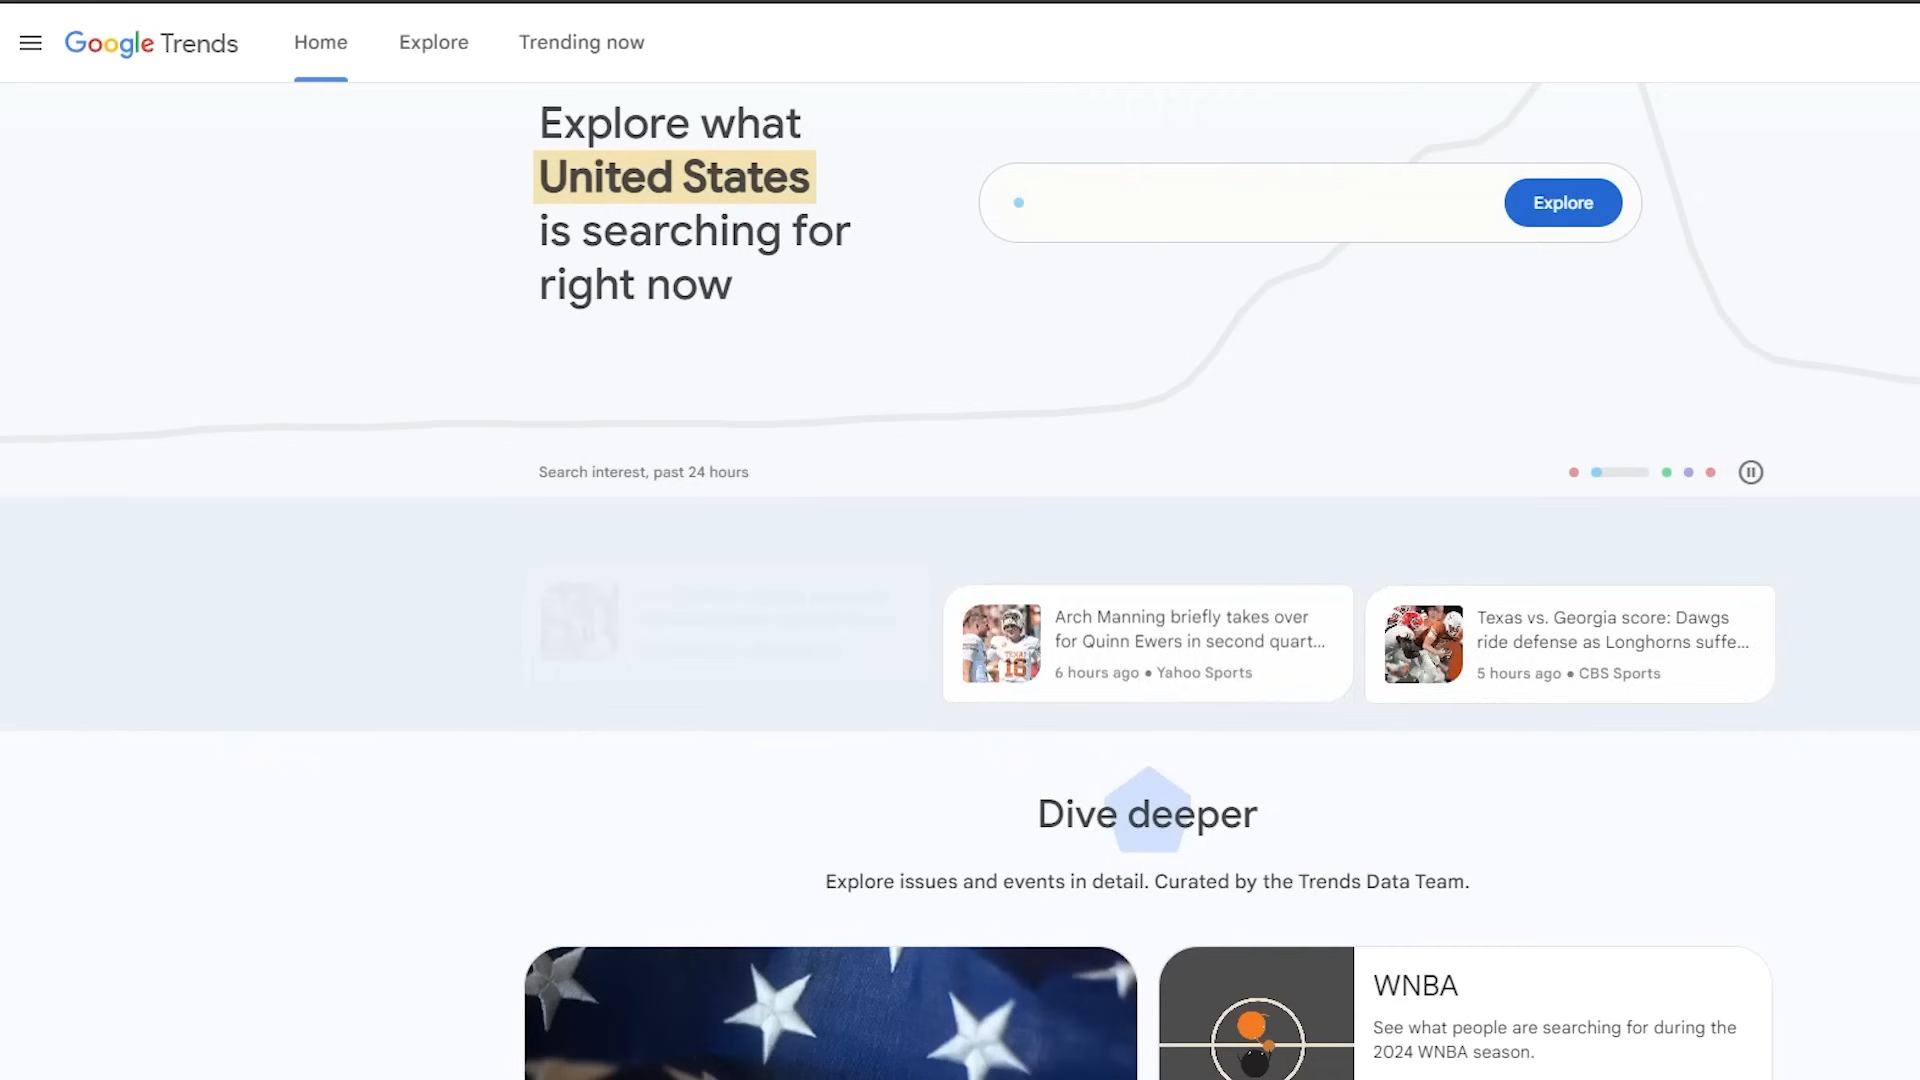 Google Trends
Home
Explore
Trending now
Explore what
United States
is searching for
right now
Explore
Search interest, past 24 hours
Arch Manning briefly takes over
for Quinn Ewers in second quart...
6 hours ago • Yahoo Sports
TEXAS
16
Texas vs. Georgia score: Dawgs
ride defense as Longhorns suffe...
5 hours ago • CBS Sports
Dive deeper
Explore issues and events in detail. Curated by the Trends Data Team.
WNBA
See what people are searching for during the
2024 WNBA season.